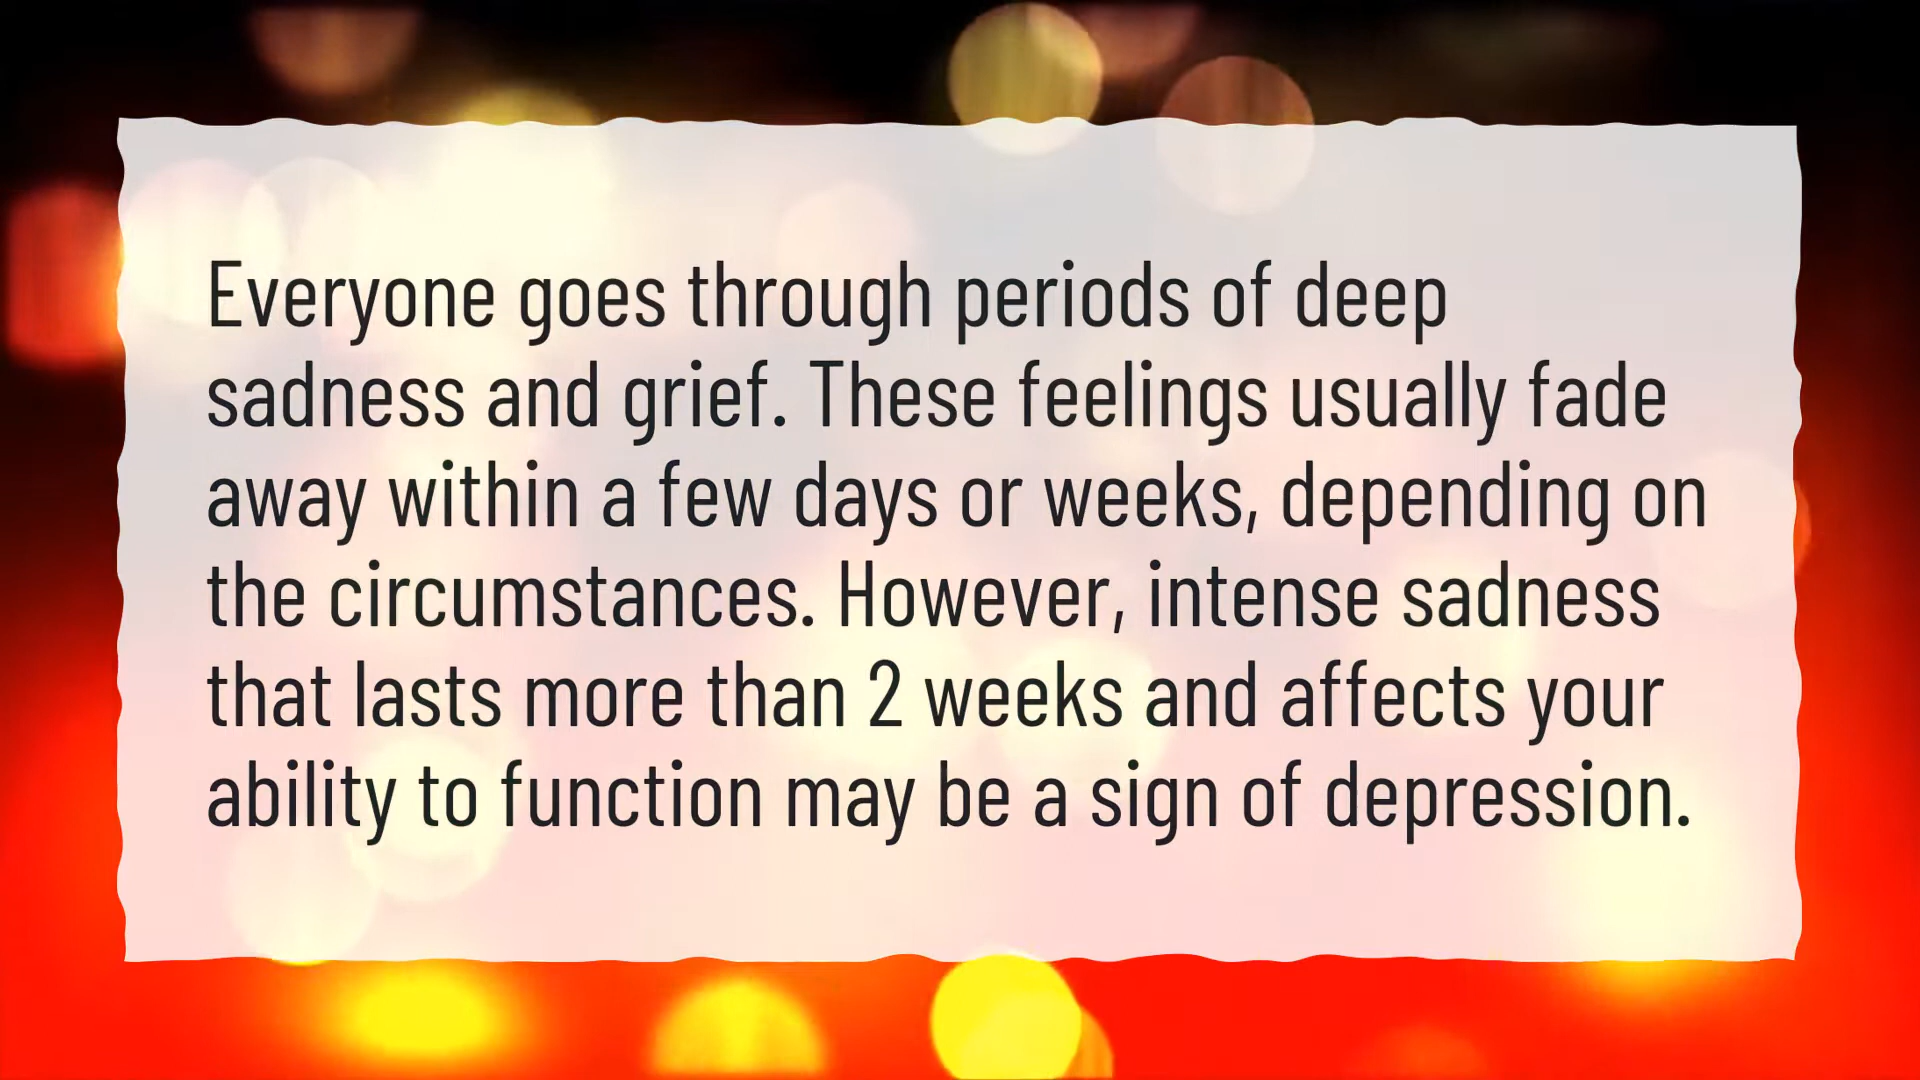 Everyone goes through periods of deep
sadness and grief. These feelings usually fade
away within a few days or weeks, depending on
the circumstances. However, intense sadness
that lasts more than 2 weeks and affects your
ability to function may be a sign of depression.